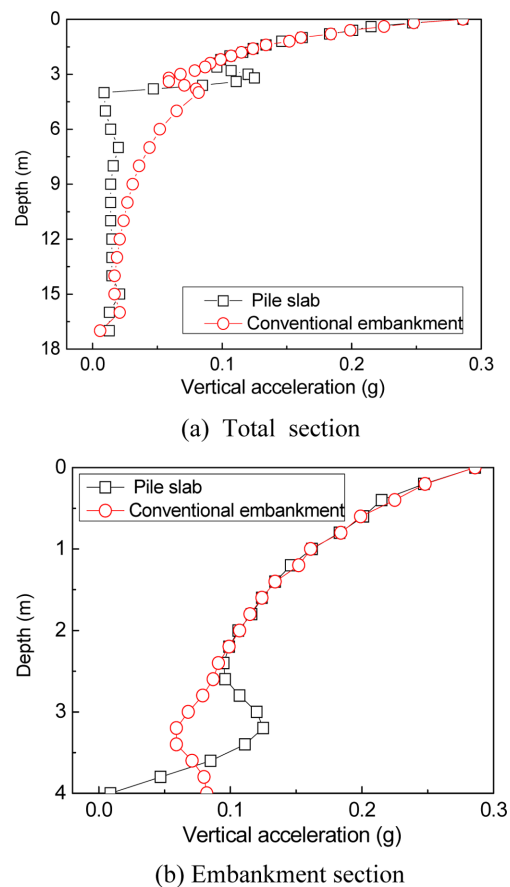 0
3
6
9
12
15
18
Depth (m)
Pile slab
Conventional embankment
0.0 0.1 0.2 0.3
Vertical acceleration (g)
(a) Total section
0
1
2
3
4
Depth (m)
Pile slab
Conventional embankment
0.0 0.1 0.2 0.3
Vertical acceleration (g)
(b) Embankment section